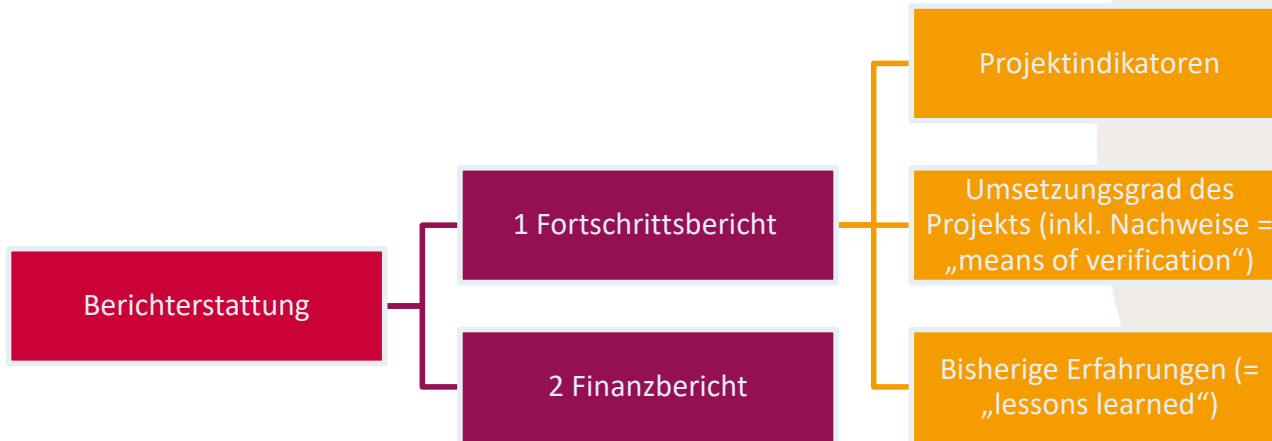 Projektindikatoren
1 Fortschrittsbericht
Umsetzungsgrad des
Projekts (inkl. Nachweise =
„means of verification“)
Berichterstattung
2 Finanzbericht
Bisherige Erfahrungen (=
„lessons learned“)